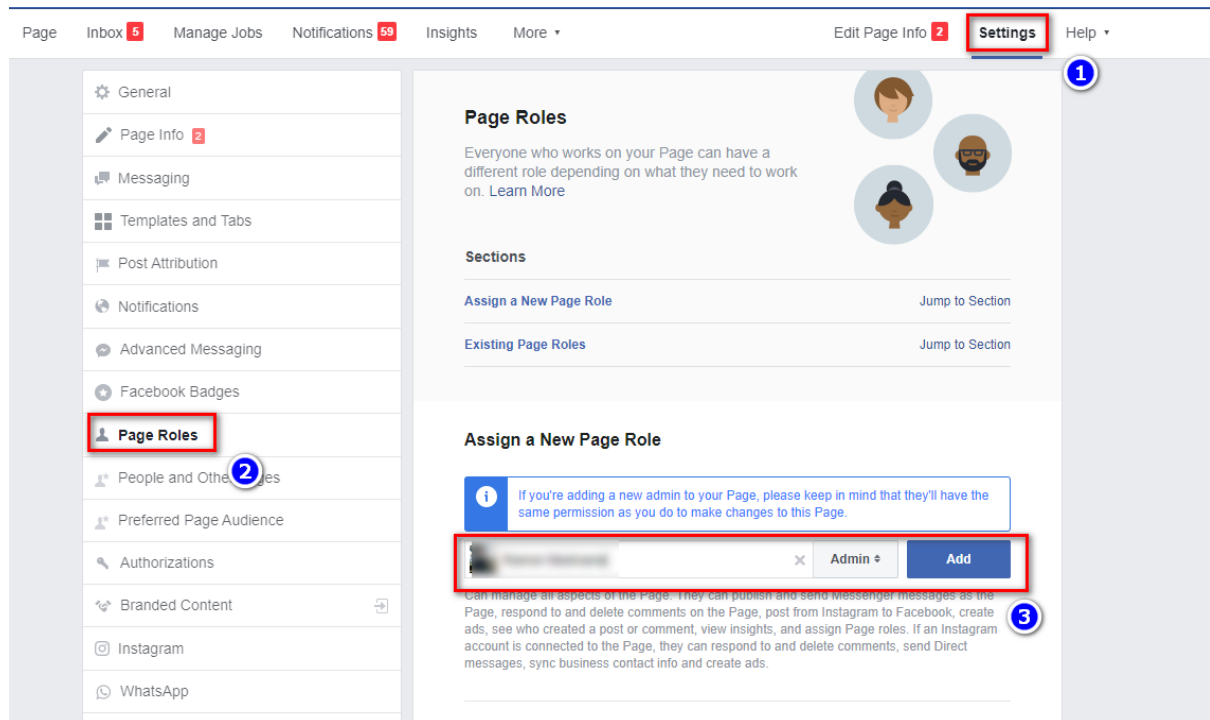 Page Inbox 5 Manage Jobs Notifications 59 Insights More Edit Page Info 2 Settings Help
1
General
Page Info 2
Messaging
Templates and Tabs
Post Attribution
Notifications
Advanced Messaging
Facebook Badges
Page Roles
2
People and Othe ges
Preferred Page Audience
Authorizations
Branded Content
Instagram
WhatsApp
Page Roles
Everyone who works on your Page can have a
different role depending on what they need to work
on. Learn More
Sections
Assign a New Page Role Jump to Section
Existing Page Roles Jump to Section
Assign a New Page Role
If you're adding a new admin to your Page, please keep in mind that they'll have the
same permission as you do to make changes to this Page.
Admin Add
3
Can manage all aspects of the Page. They can publish and send Messenger messages as the
Page, respond to and delete comments on the Page, post from Instagram to Facebook, create
ads, see who created a post or comment, view insights, and assign Page roles. If an Instagram
account is connected to the Page, they can respond to and delete comments, send Direct
messages, sync business contact info and create ads.